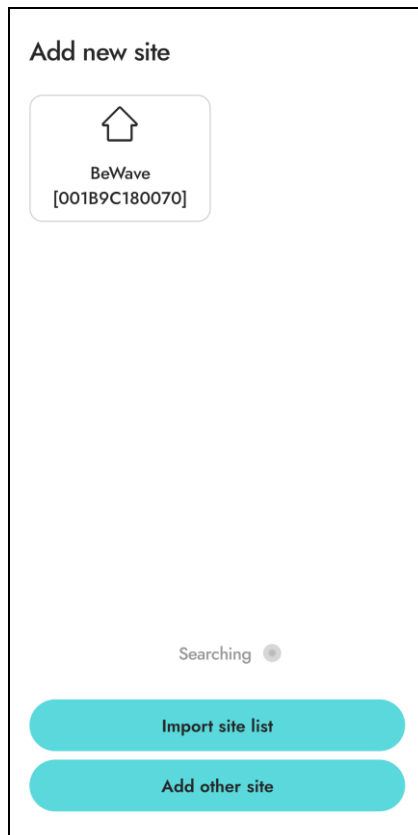 Add new site
BeWave
[001B9C180070]
Searching
Import site list
Add other site